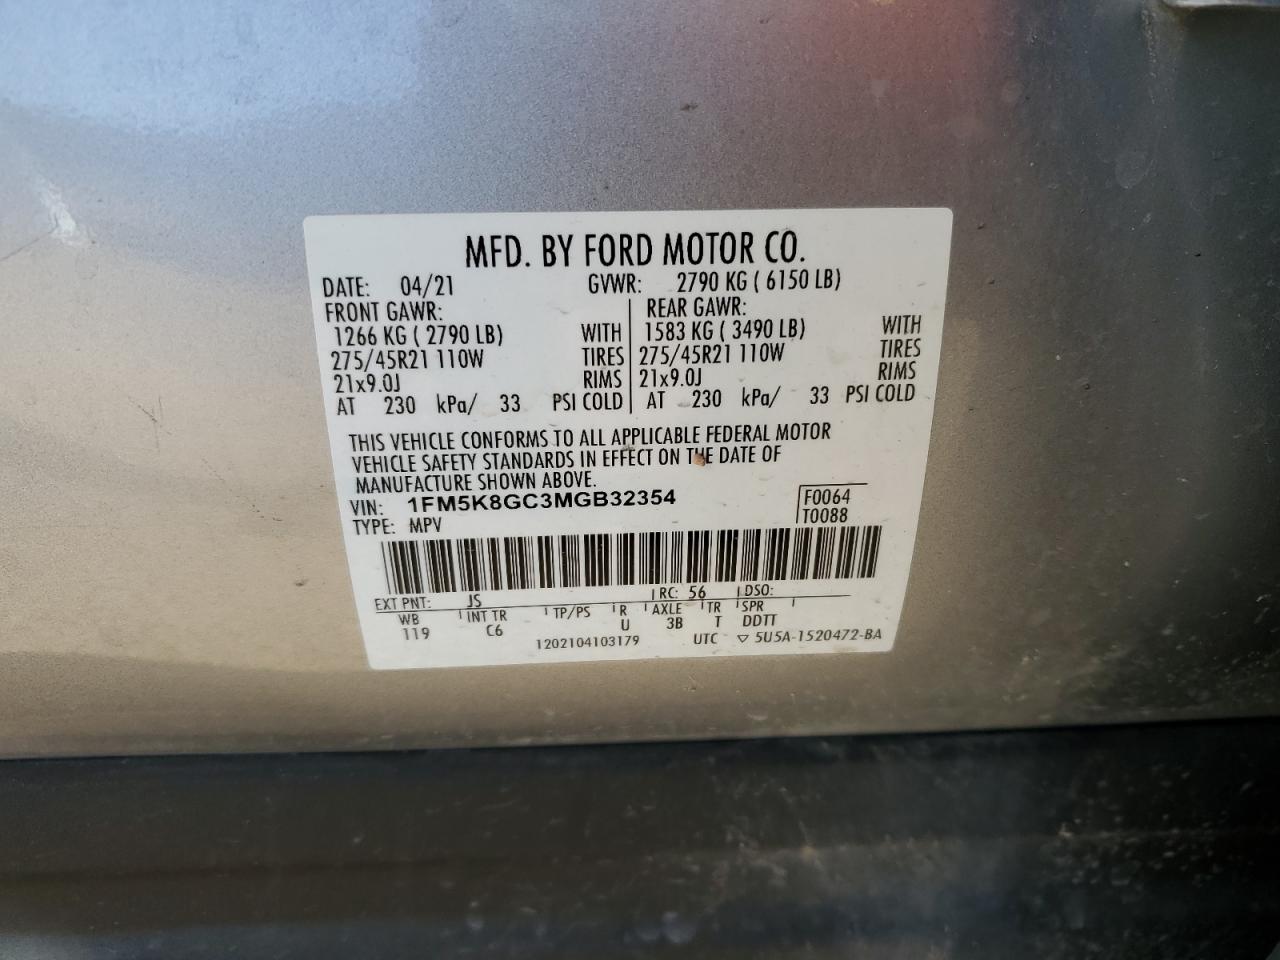 MFD. BY FORD MOTOR CO.
DATE: 04/21 GVWR: 2790 KG ( 6150 LB)
FRONT GAWR: REAR GAWR:
1266 KG ( 2790 LB) WITH 1583 KG ( 3490 LB) WITH
275/45R21 110W TIRES 275/45R21 110W TIRES
21x9.0J RIMS 21x9.0J RIMS
AT 230 kPa/ 33 PSI COLD AT 230 kPa/ 33 PSI COLD
THIS VEHICLE CONFORMS TO ALL APPLICABLE FEDERAL MOTOR
VEHICLE SAFETY STANDARDS IN EFFECT ON THE DATE OF
MANUFACTURE SHOWN ABOVE.
VIN: 1FM5K8GC3MGB32354 F0064
TYPE: MPV T0088
EXT PNT: JS RC: 56 DSO:
WB INT TR TP/PS R AXLE TR SPR
119 C6 U 3B T DDTT
1202104103179 UTC ▽ 5U5A-1520472-BA